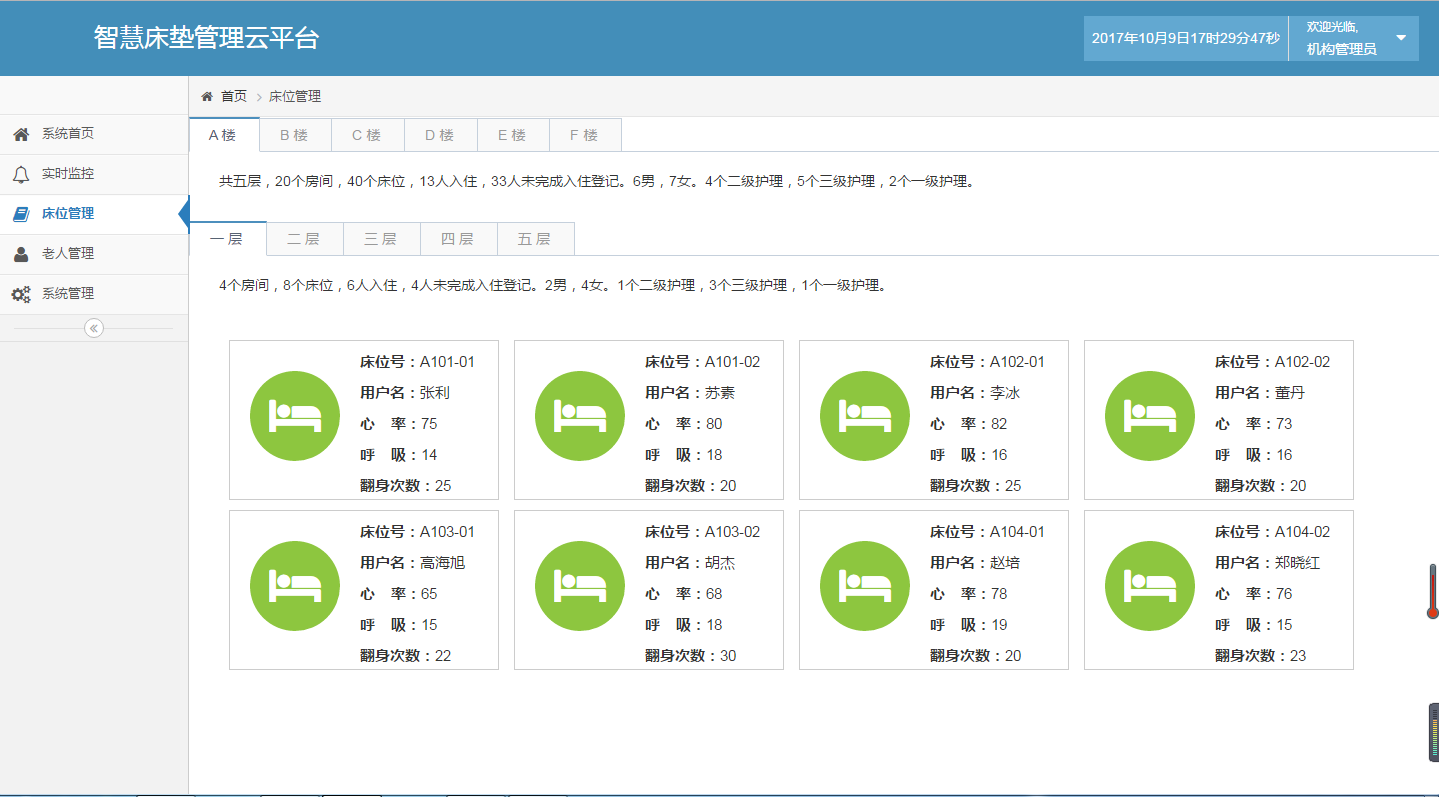 智慧床垫管理云平台
2017年10月9日17时29分47秒
欢迎光临,
机构管理员
首页 > 床位管理
系统首页
实时监控
床位管理
老人管理
系统管理
A 楼 B 楼 C 楼 D 楼 E 楼 F 楼
共五层，20个房间，40个床位，13人入住，33人未完成入住登记。6男，7女。4个二级护理，5个三级护理，2个一级护理。
一 层 二 层 三 层 四 层 五 层
4个房间，8个床位，6人入住，4人未完成入住登记。2男，4女。1个二级护理，3个三级护理，1个一级护理。
床位号：A101-01
用户名：张利
心 率：75
呼 吸：14
翻身次数：25
床位号：A101-02
用户名：苏素
心 率：80
呼 吸：18
翻身次数：20
床位号：A102-01
用户名：李冰
心 率：82
呼 吸：16
翻身次数：25
床位号：A102-02
用户名：董丹
心 率：73
呼 吸：16
翻身次数：20
床位号：A103-01
用户名：高海旭
心 率：65
呼 吸：15
翻身次数：22
床位号：A103-02
用户名：胡杰
心 率：68
呼 吸：18
翻身次数：30
床位号：A104-01
用户名：赵培
心 率：78
呼 吸：19
翻身次数：20
床位号：A104-02
用户名：郑晓红
心 率：76
呼 吸：15
翻身次数：23